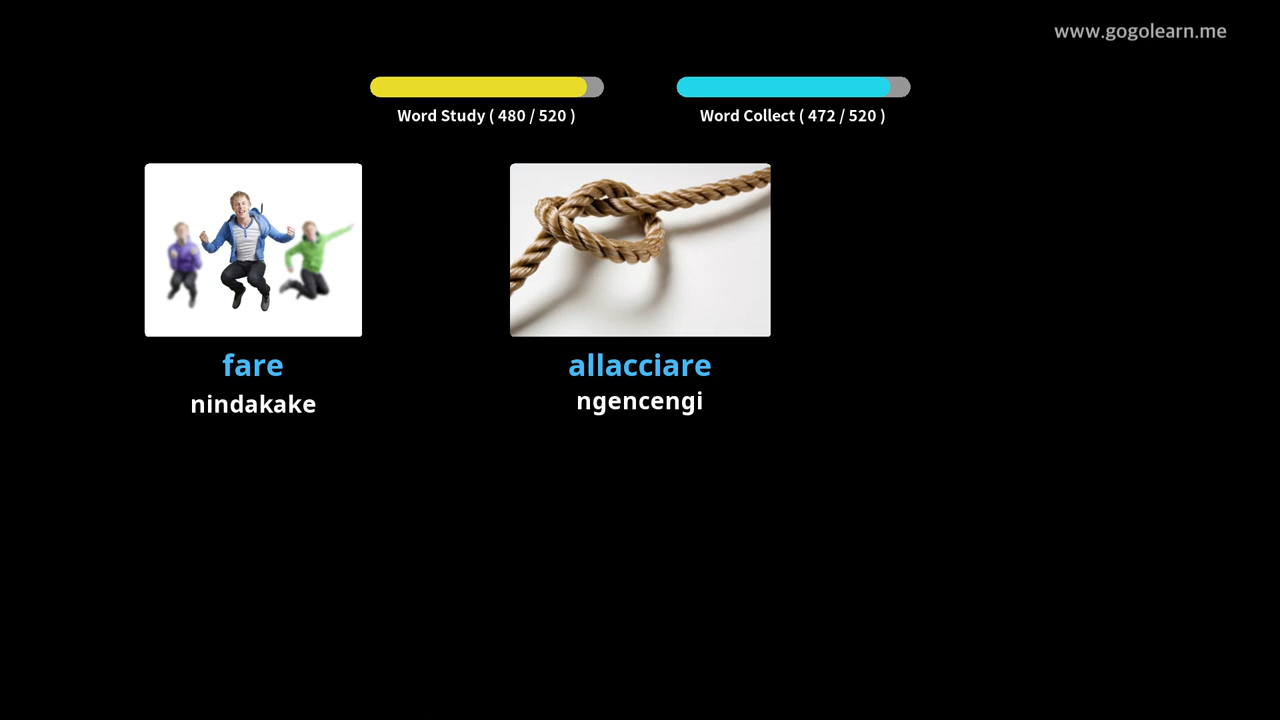 www.gogolearn.me
Word Study ( 480 / 520 )
Word Collect ( 472 / 520 )
fare
nindakake
allacciare
ngencengi